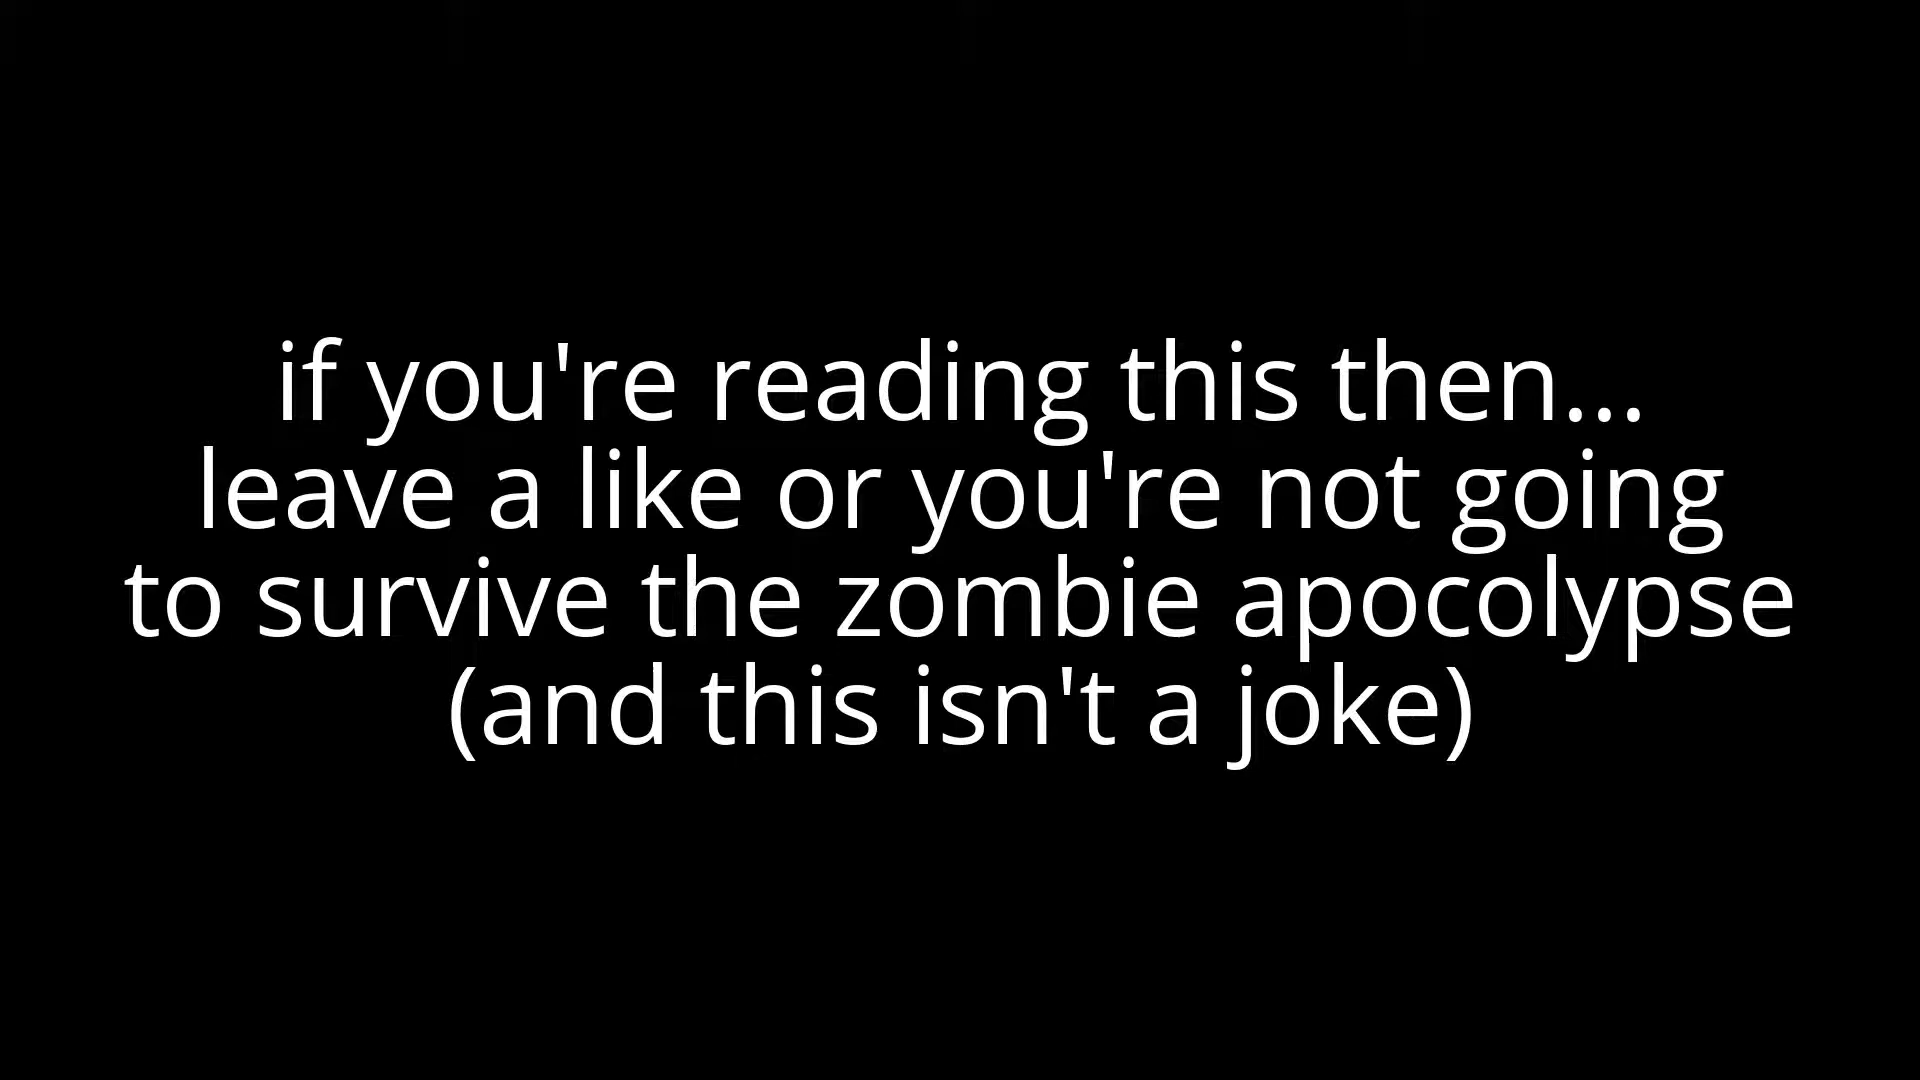 if you're reading this then...
leave a like or you're not going
to survive the zombie apocolypse
(and this isn't a joke)